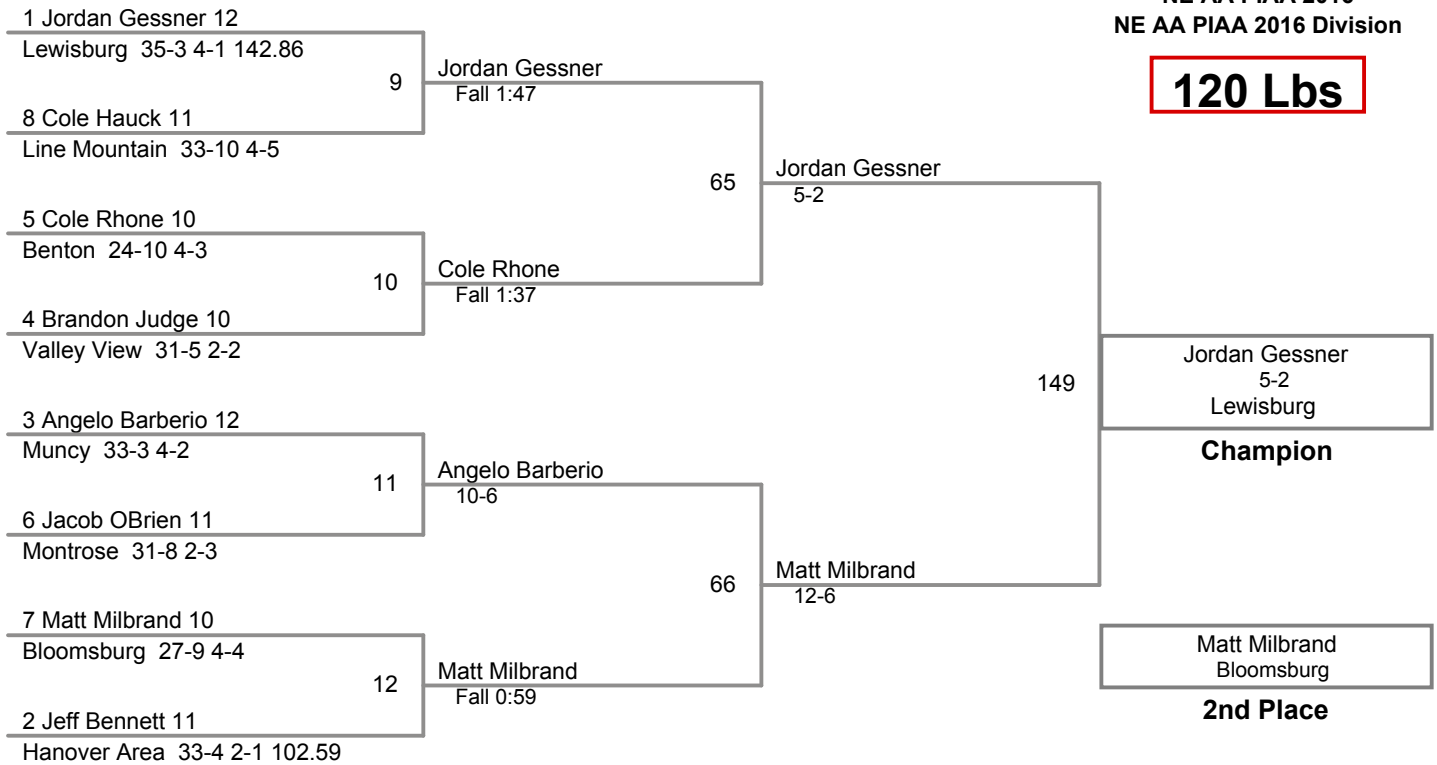 NE AA PIAA 2016
NE AA PIAA 2016 Division
120 Lbs
1 Jordan Gessner 12
Lewisburg 35-3 4-1 142.86
9
Jordan Gessner
Fall 1:47
8 Cole Hauck 11
Line Mountain 33-10 4-5
65
Jordan Gessner
5-2
5 Cole Rhone 10
Benton 24-10 4-3
10
Cole Rhone
Fall 1:37
4 Brandon Judge 10
Valley View 31-5 2-2
149
Jordan Gessner
5-2
Lewisburg
Champion
3 Angelo Barberio 12
Muncy 33-3 4-2
11
Angelo Barberio
10-6
6 Jacob OBrien 11
Montrose 31-8 2-3
66
Matt Milbrand
12-6
7 Matt Milbrand 10
Bloomsburg 27-9 4-4
12
Matt Milbrand
Fall 0:59
2 Jeff Bennett 11
Hanover Area 33-4 2-1 102.59
Matt Milbrand
Bloomsburg
2nd Place